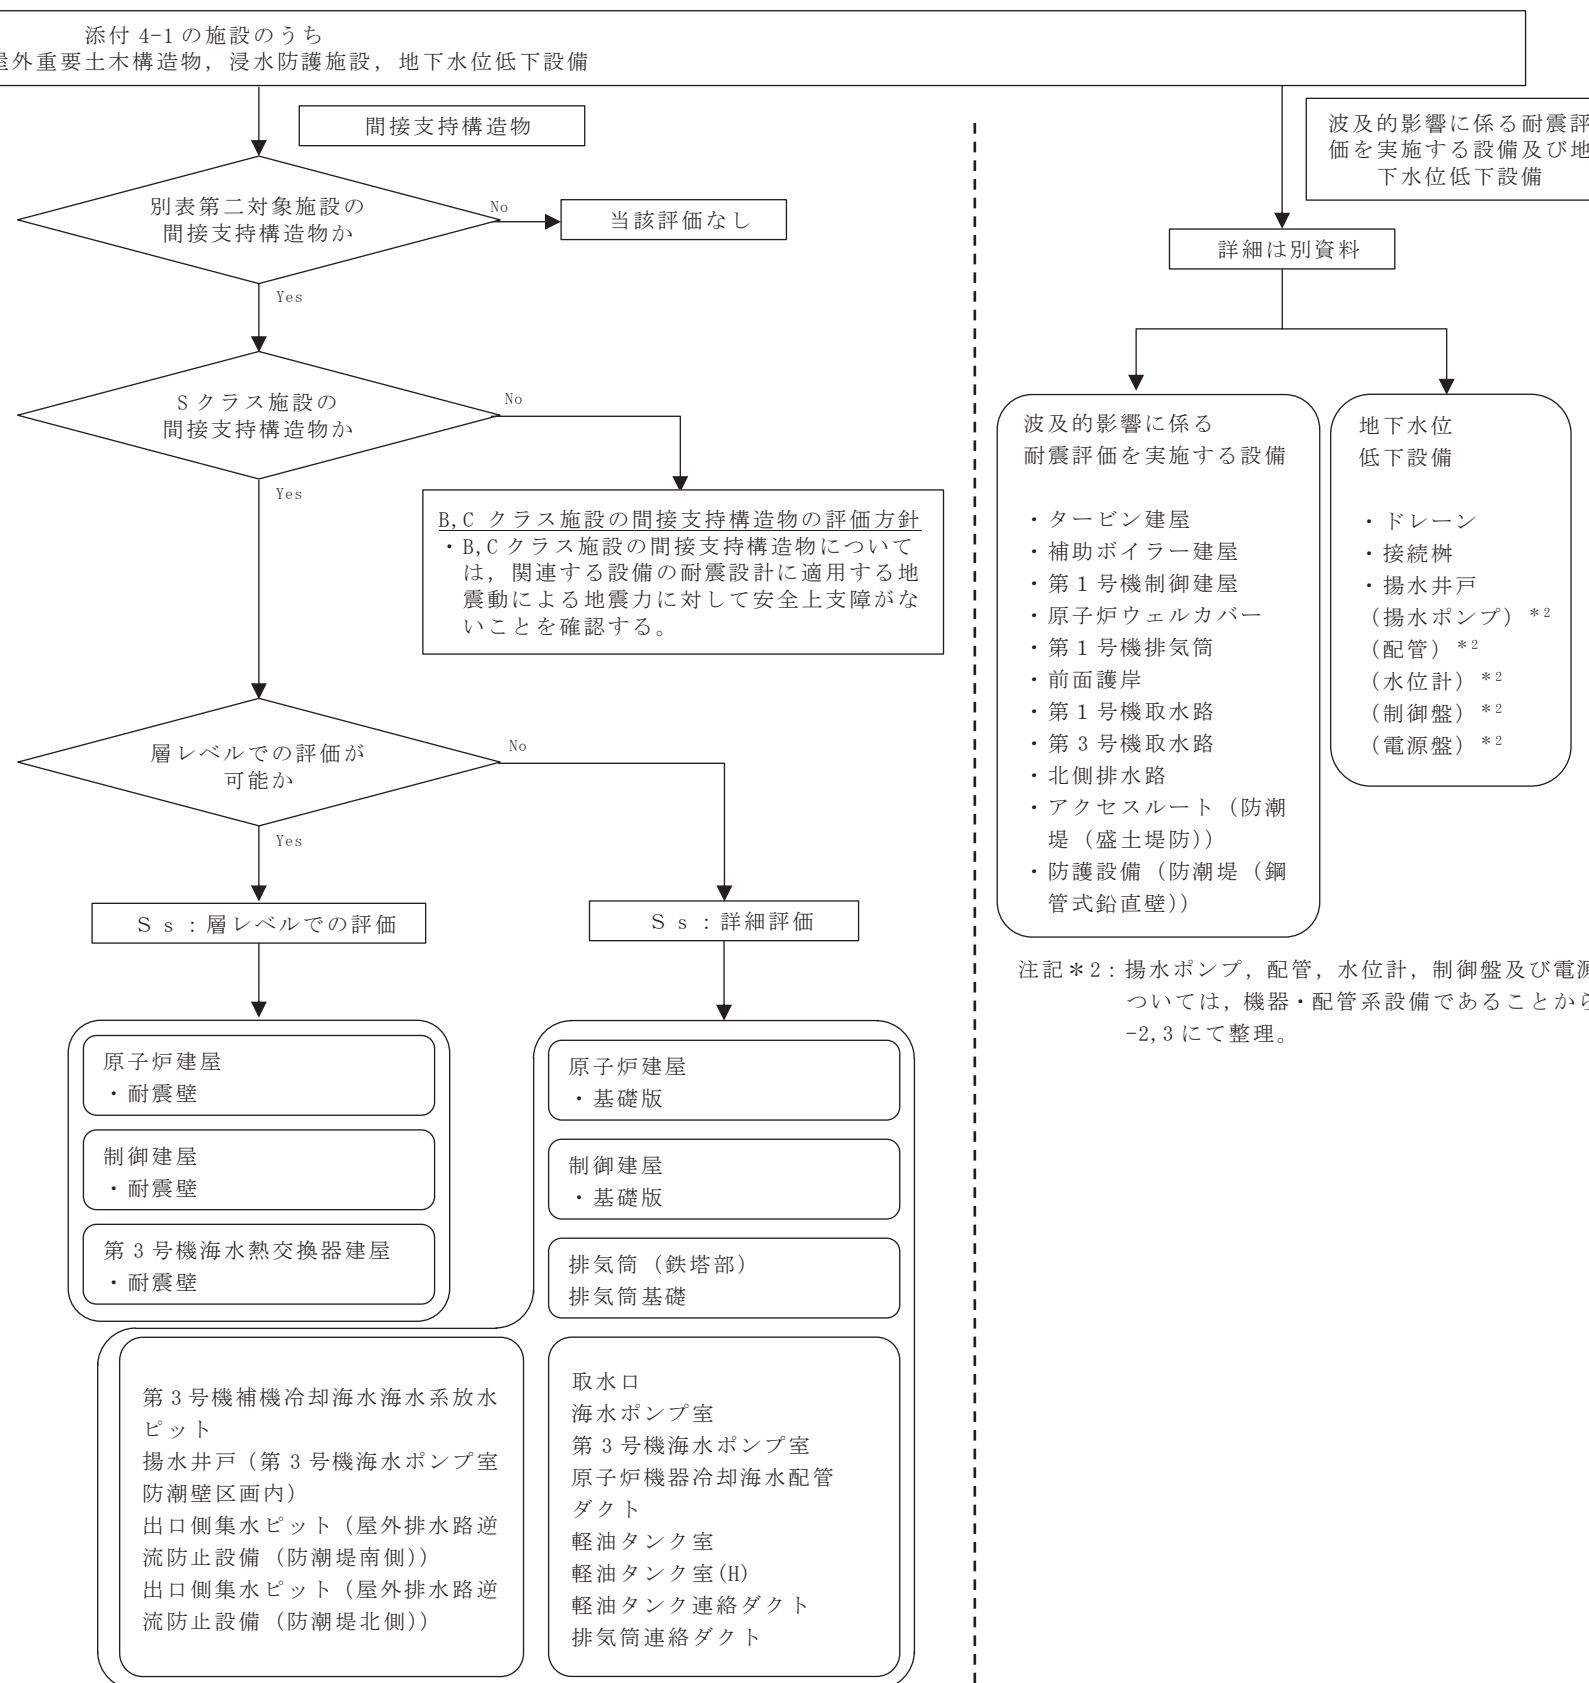 添付 4-1の施設のうち
屋外重要土木構造物, 浸水防護施設, 地下水位低下設備
間接支持構造物
別表第二対象施設の
間接支持構造物か
No
当該評価なし
Yes
Sクラス施設の
間接支持構造物か
No
Yes
B,C クラス施設の間接支持構造物の評価方針
・B,Cクラス施設の間接支持構造物について
は, 関連する設備の耐震設計に適用する地
震動による地震力に対して安全上支障がな
いことを確認する。
層レベルでの評価が
可能か
No
Yes
Ss：層レベルでの評価
Ss：詳細評価
原子炉建屋
・耐震壁
制御建屋
・耐震壁
第3号機海水熱交換器建屋
・耐震壁
原子炉建屋
・基礎版
制御建屋
・基礎版
排気筒（鉄塔部）
排気筒基礎
第3号機補機冷却海水海水系放水
ピット
揚水井戸（第3号機海水ポンプ室
防潮壁区画内）
出口側集水ピット（屋外排水路逆
流防止設備（防潮堤南側））
出口側集水ピット（屋外排水路逆
流防止設備（防潮堤北側））
取水口
海水ポンプ室
第3号機海水ポンプ室
原子炉機器冷却海水配管
ダクト
軽油タンク室
軽油タンク室(H)
軽油タンク連絡ダクト
排気筒連絡ダクト
波及的影響に係る耐震評
価を実施する設備及び地
下水位低下設備
詳細は別資料
波及的影響に係る
耐震評価を実施する設備
・タービン建屋
・補助ボイラー建屋
・第1号機制御建屋
・原子炉ウェルカバー
・第1号機排気筒
・前面護岸
・第1号機取水路
・第3号機取水路
・北側排水路
・アクセスルート（防潮
堤（盛土堤防））
・防護設備（防潮堤（鋼
管式鉛直壁））
地下水位
低下設備
・ドレーン
・接続桝
・揚水井戸
（揚水ポンプ）*2
（配管）*2
（水位計）*2
（制御盤）*2
（電源盤）*2
注記＊2：揚水ポンプ, 配管, 水位計, 制御盤及び電源
ついては, 機器・配管系設備であることから
-2,3にて整理。